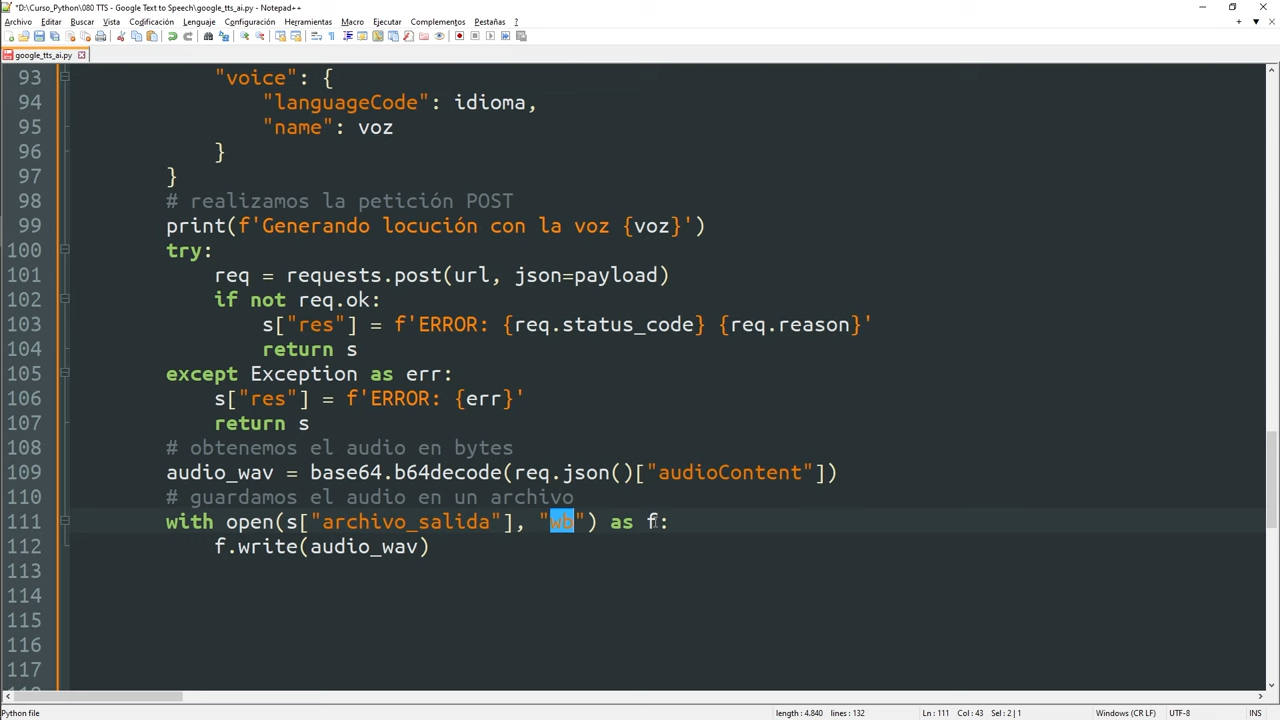 *D:\Curso_Python\080 TTS - Google Text to Speech\google_tts_ai.py - Notepad++
Archivo Editar Buscar Vista Codificación Lenguaje Configuración Herramientas Macro Ejecutar Complementos Pestañas ?
google_tts_ai.py
93 "voice": {
94 "languageCode": idioma,
95 "name": voz
96 }
97 }
98 # realizamos la petición POST
99 print(f'Generando locución con la voz {voz}')
100 try:
101 req = requests.post(url, json=payload)
102 if not req.ok:
103 s["res"] = f'ERROR: {req.status_code} {req.reason}'
104 return s
105 except Exception as err:
106 s["res"] = f'ERROR: {err}'
107 return s
108 # obtenemos el audio en bytes
109 audio_wav = base64.b64decode(req.json()["audioContent"])
110 # guardamos el audio en un archivo
111 with open(s["archivo_salida"], "wb") as f:
112 f.write(audio_wav)
113
114
115
116
117
Python file length : 4.840 lines : 132 Ln : 111 Col : 43 Sel : 2 | 1 Windows (CR LF) UTF-8 INS